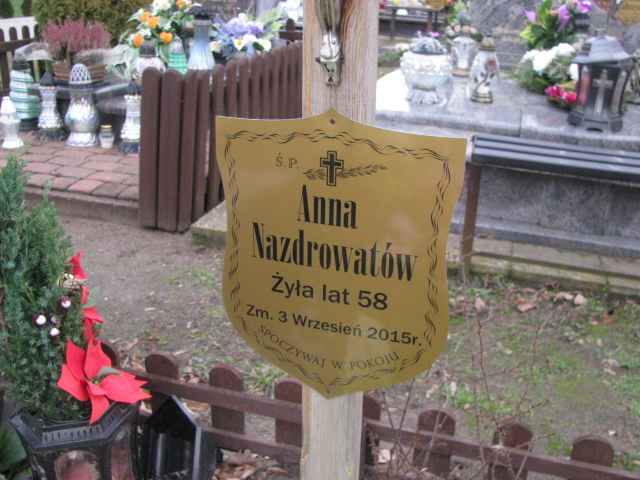 Ś.P.
Anna
Nazdrowatów
Żyła lat 58
Zm. 3 Wrzesień 2015r.
SPOCZYWAJ W POKOJU